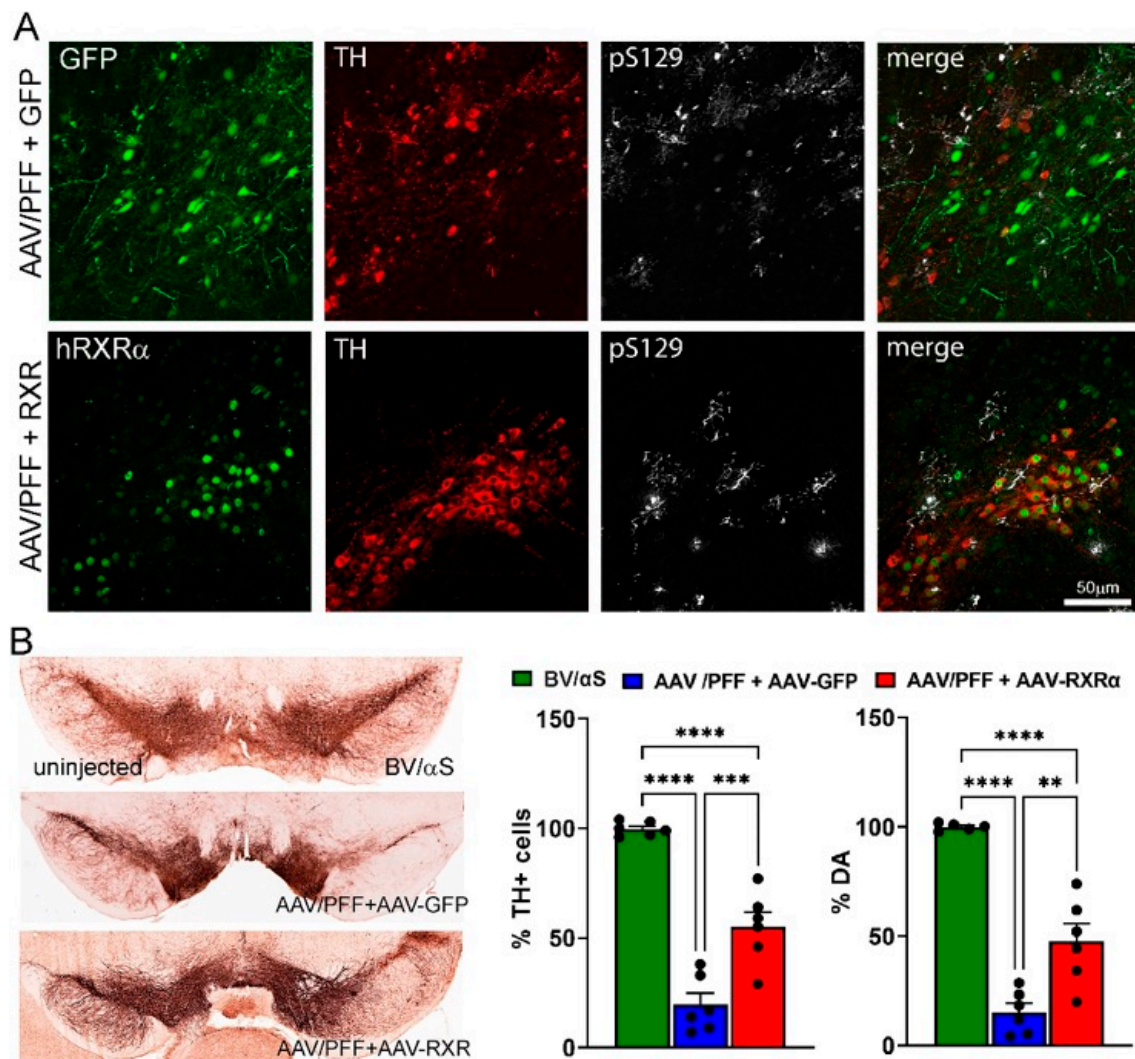 A
AAV/PFF + GFP
GFP
TH
pS129
merge
AAV/PFF + RXR
hRXRα
TH
pS129
merge
50µm
B
uninjected
BV/αS
AAV/PFF+AAV-GFP
AAV/PFF+AAV-RXR
BV/αS
AAV /PFF + AAV-GFP
AAV/PFF + AAV-RXRα
% TH+ cells
150
100
50
0
****
****
***
% DA
150
100
50
0
****
****
**